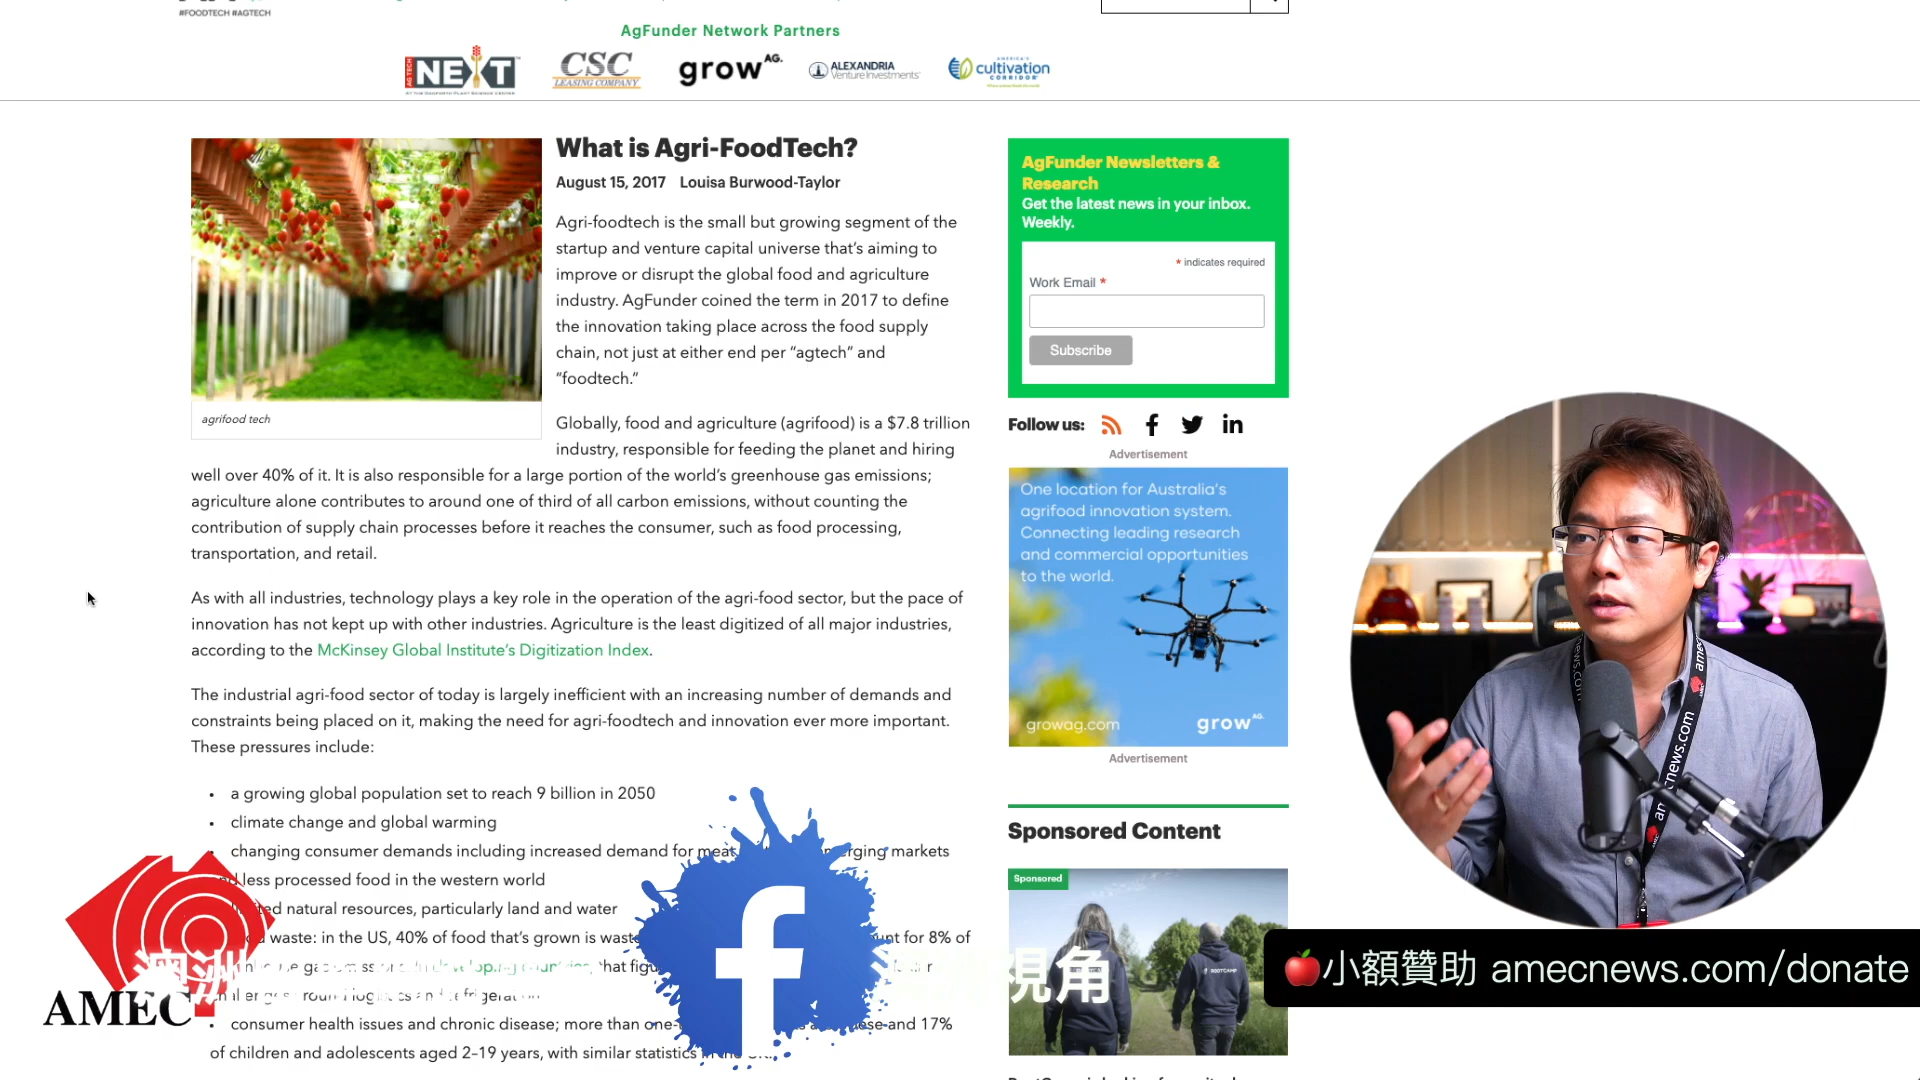 #FOODTECH #AGTECH
AgFunder Network Partners
AG TECH NEXT
CSC LEASING COMPANY
grow AG.
ALEXANDRIA Venture Investments
AMERICA'S cultivation CORRIDOR
What is Agri-FoodTech?
August 15, 2017 Louisa Burwood-Taylor
Agri-foodtech is the small but growing segment of the
startup and venture capital universe that’s aiming to
improve or disrupt the global food and agriculture
industry. AgFunder coined the term in 2017 to define
the innovation taking place across the food supply
chain, not just at either end per “agtech” and
“foodtech.”
agrifood tech
Globally, food and agriculture (agrifood) is a $7.8 trillion
industry, responsible for feeding the planet and hiring
well over 40% of it. It is also responsible for a large portion of the world’s greenhouse gas emissions;
agriculture alone contributes to around one of third of all carbon emissions, without counting the
contribution of supply chain processes before it reaches the consumer, such as food processing,
transportation, and retail.
As with all industries, technology plays a key role in the operation of the agri-food sector, but the pace of
innovation has not kept up with other industries. Agriculture is the least digitized of all major industries,
according to the McKinsey Global Institute’s Digitization Index.
The industrial agri-food sector of today is largely inefficient with an increasing number of demands and
constraints being placed on it, making the need for agri-foodtech and innovation ever more important.
These pressures include:
• a growing global population set to reach 9 billion in 2050
• climate change and global warming
changing consumer demands including increased demand for meat
markets
less processed food in the western world
natural resources, particularly land and water
waste: in the US, 40% of food that’s grown is
for 8% of
that
• consumer health issues and chronic disease; more than
and 17%
of children and adolescents aged 2–19 years, with similar statistics
AgFunder Newsletters &
Research
Get the latest news in your inbox.
Weekly.
* indicates required
Work Email *
Subscribe
Follow us:
Advertisement
One location for Australia’s
agrifood innovation system.
Connecting leading research
and commercial opportunities
to the world.
growag.com grow AG.
Advertisement
Sponsored Content
Sponsored
AMEC
澳洲
視角
amecnews.com
🍎小額贊助 amecnews.com/donate